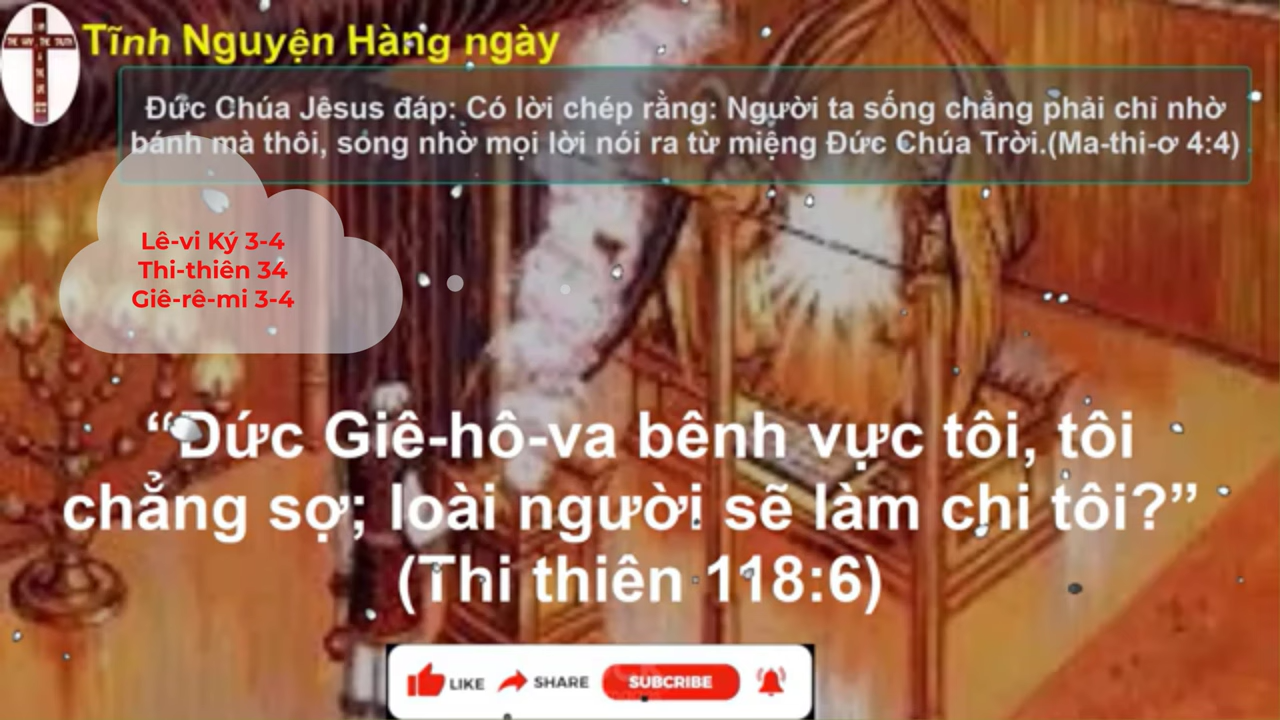 Tĩnh Nguyện Hàng ngày
Đức Chúa Jêsus đáp: Có lời chép rằng: Người ta sống chẳng phải chỉ nhờ
bánh mà thôi, song nhờ mọi lời nói ra từ miệng Đức Chúa Trời.(Ma-thi-ơ 4:4)
Lê-vi Ký 3-4
Thi-thiên 34
Giê-rê-mi 3-4
“Đức Giê-hô-va bênh vực tôi, tôi
chẳng sợ; loài người sẽ làm chi tôi?”
(Thi thiên 118:6)
LIKE SHARE SUBCRIBE